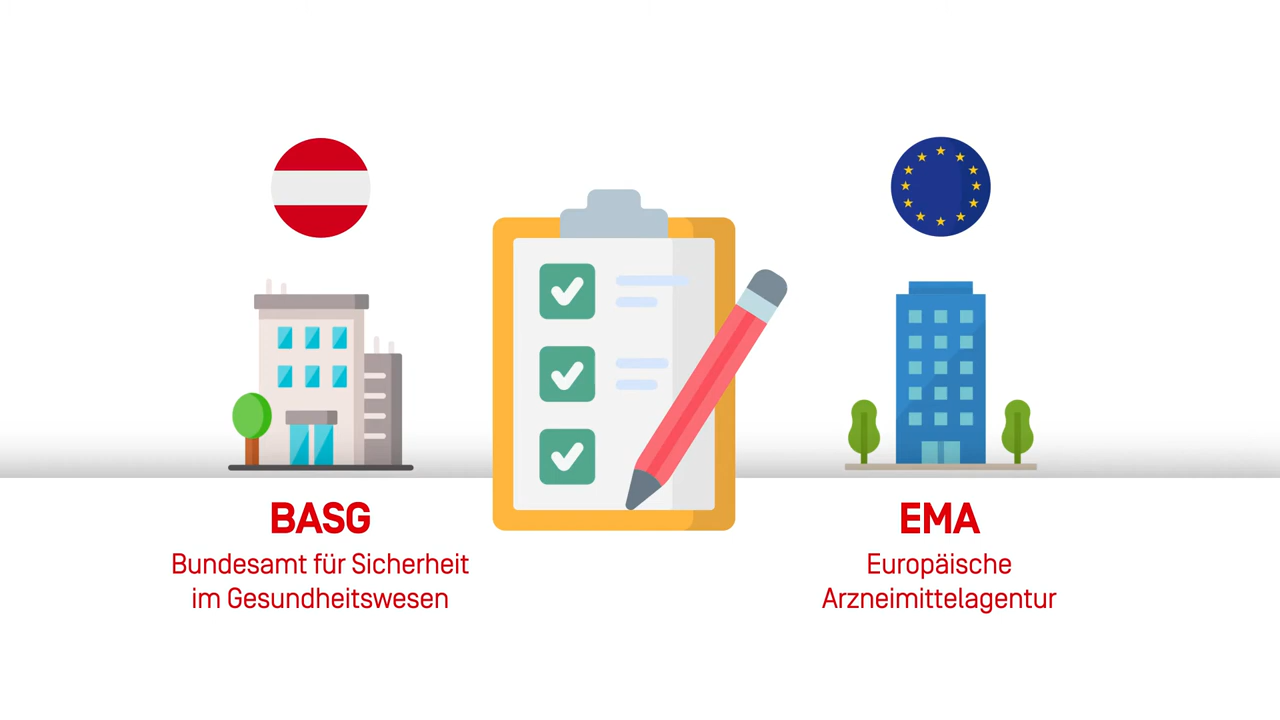 BASG
Bundesamt für Sicherheit
im Gesundheitswesen
EMA
Europäische
Arzneimittelagentur